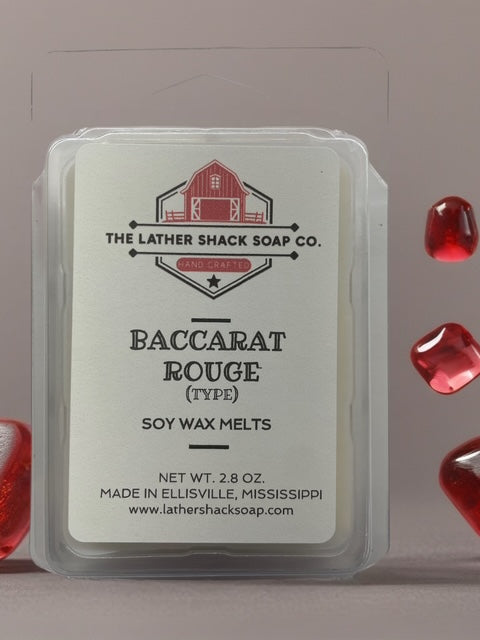 THE LATHER SHACK SOAP CO.
HAND CRAFTED
BACCARAT
ROUGE
(TYPE)
SOY WAX MELTS
NET WT. 2.8 OZ.
MADE IN ELLISVILLE, MISSISSIPPI
www.lathershacksoap.com